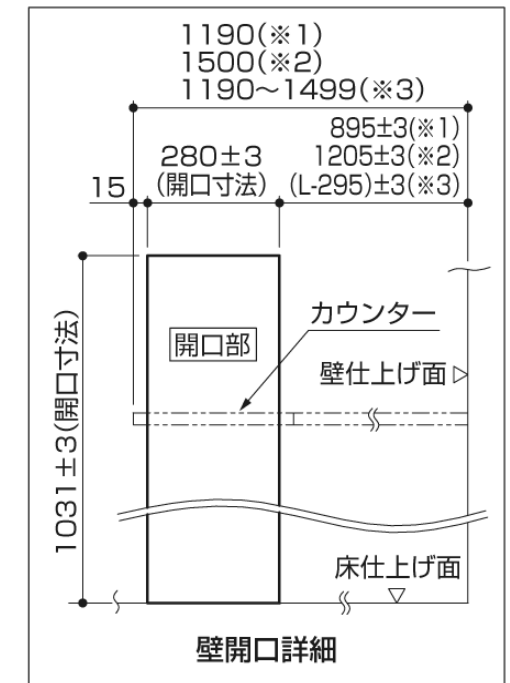 1190(※1)
1500(※2)
1190～1499(※3)
895±3(※1)
280±3
1205±3(※2)
15
(開口寸法)
(L-295)±3(※3)
カウンター
開口部
壁仕上げ面
1031±3(開口寸法)
床仕上げ面
壁開口詳細